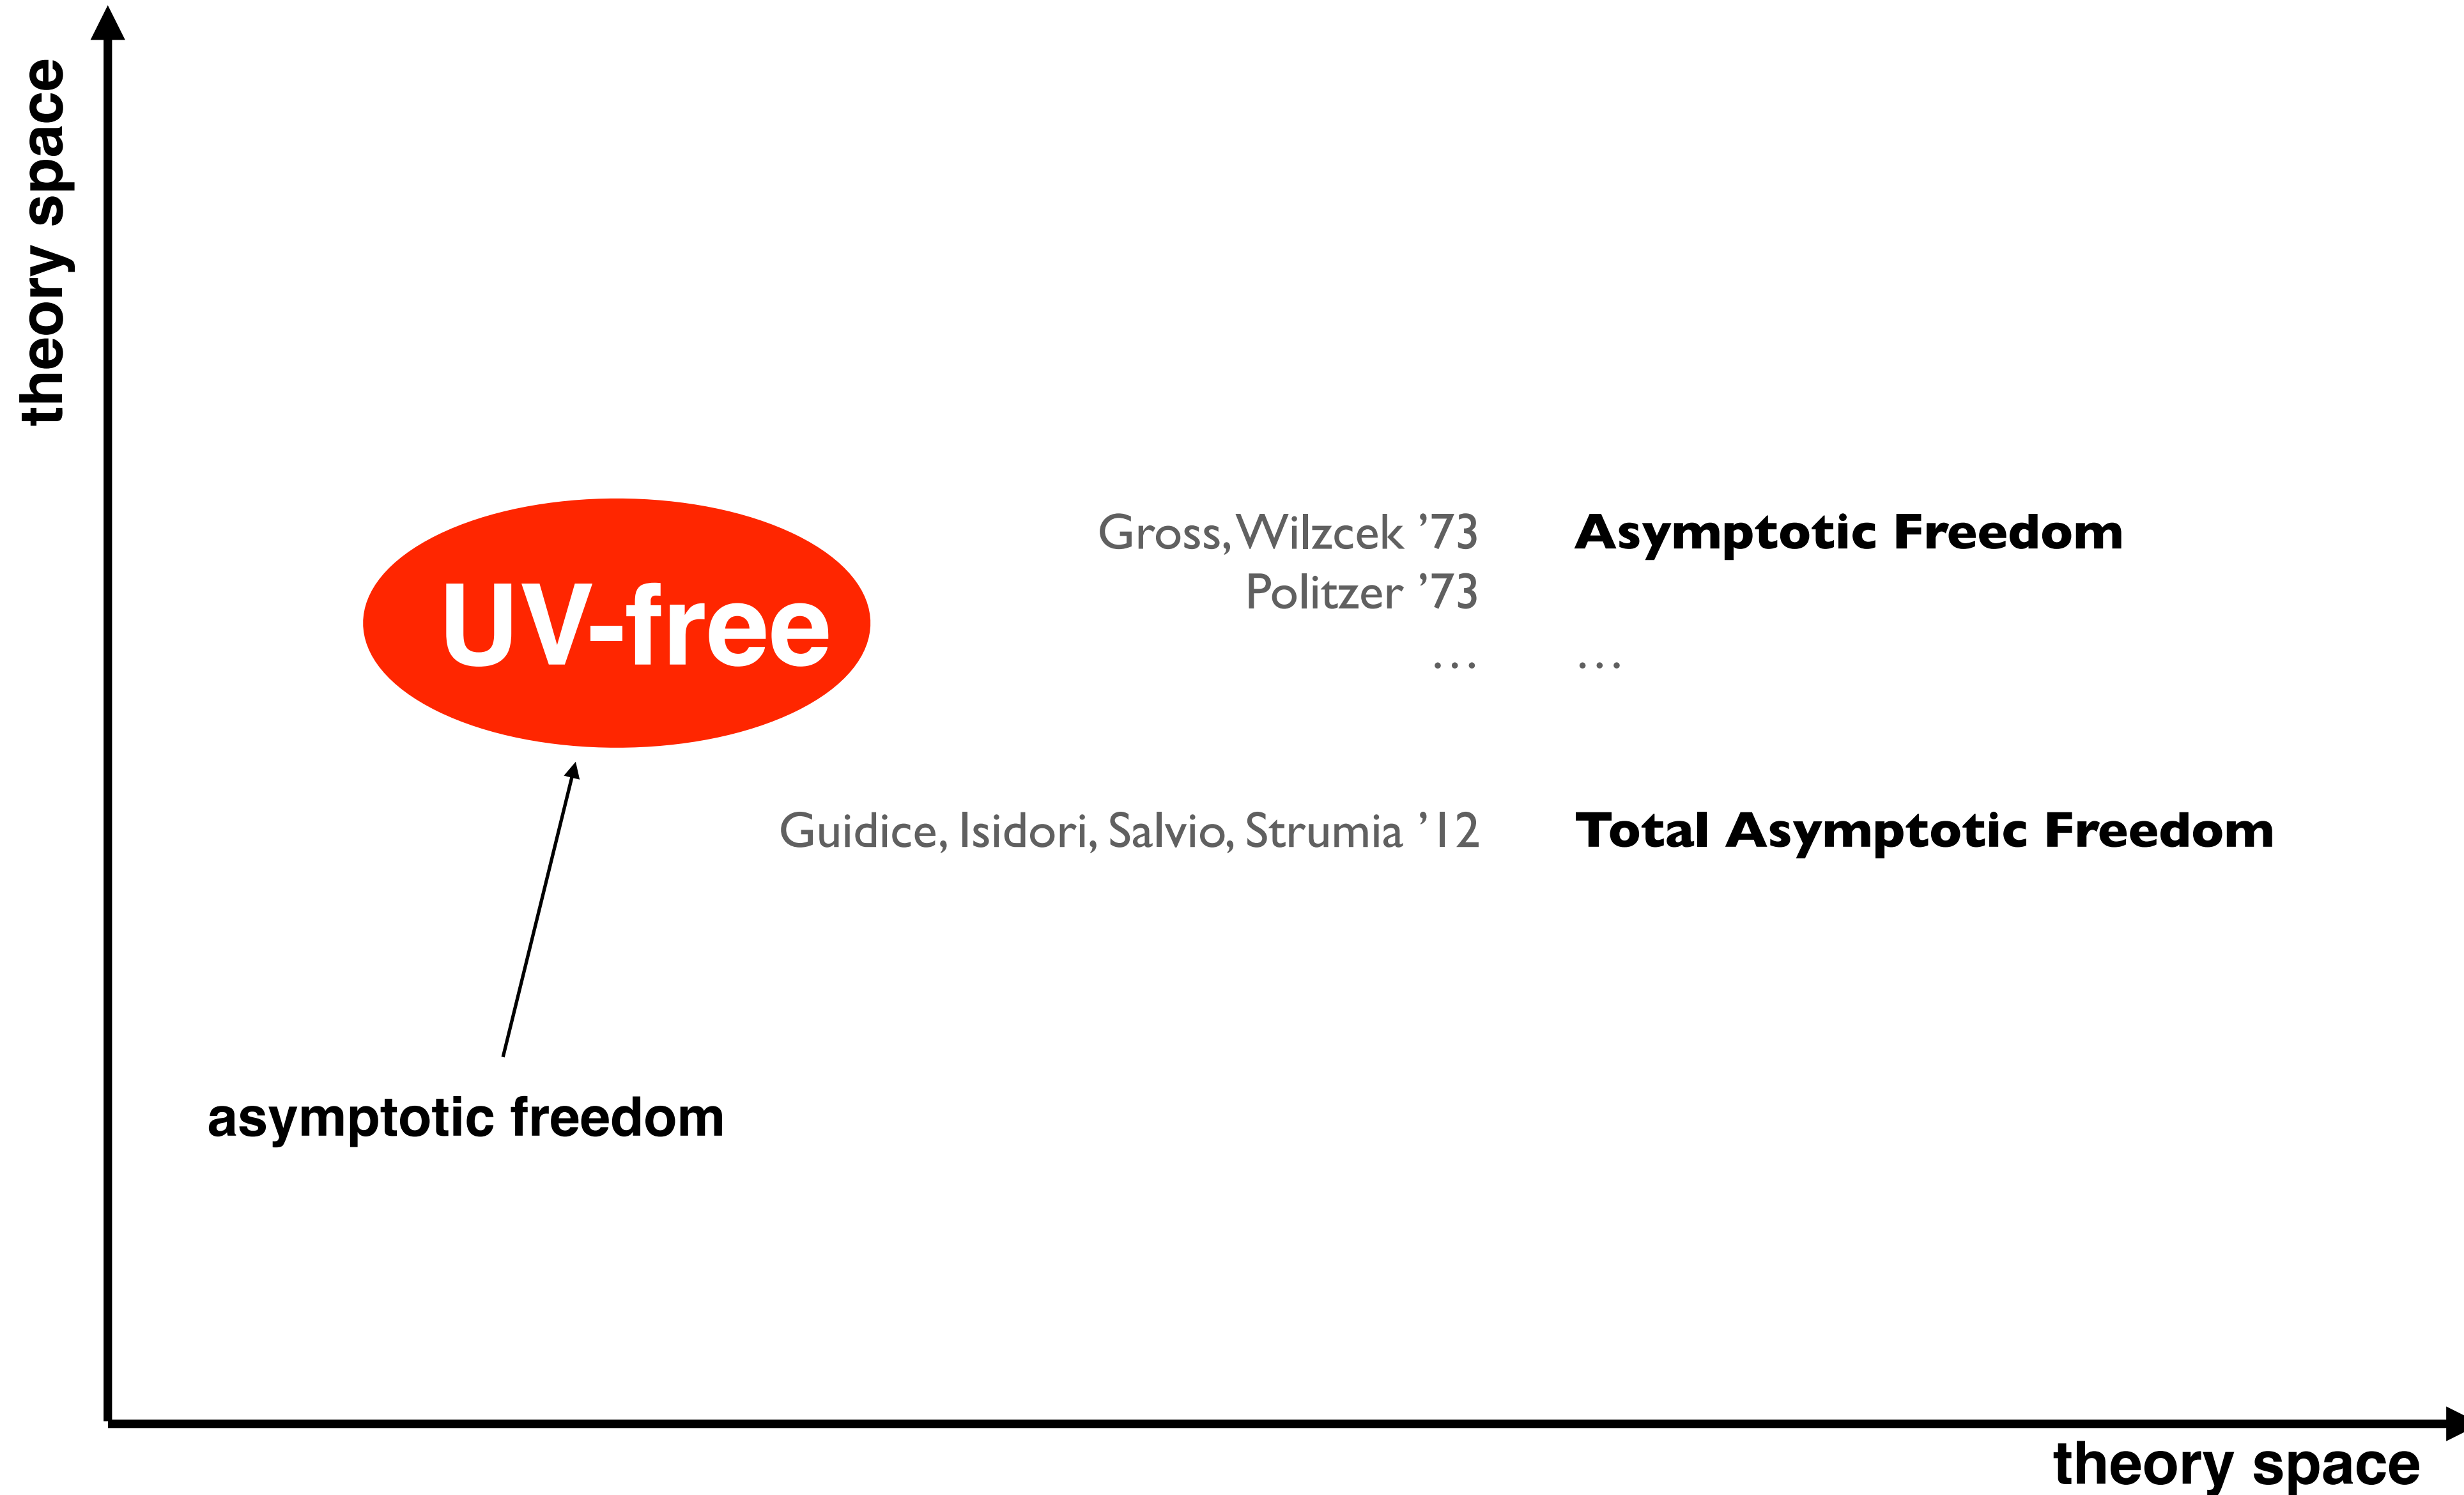 theory space
Gross, Wilzcek ’73 Asymptotic Freedom
UV-free
Politzer ’73
… …
Guidice, Isidori, Salvio, Strumia ’12 Total Asymptotic Freedom
asymptotic freedom
theory space